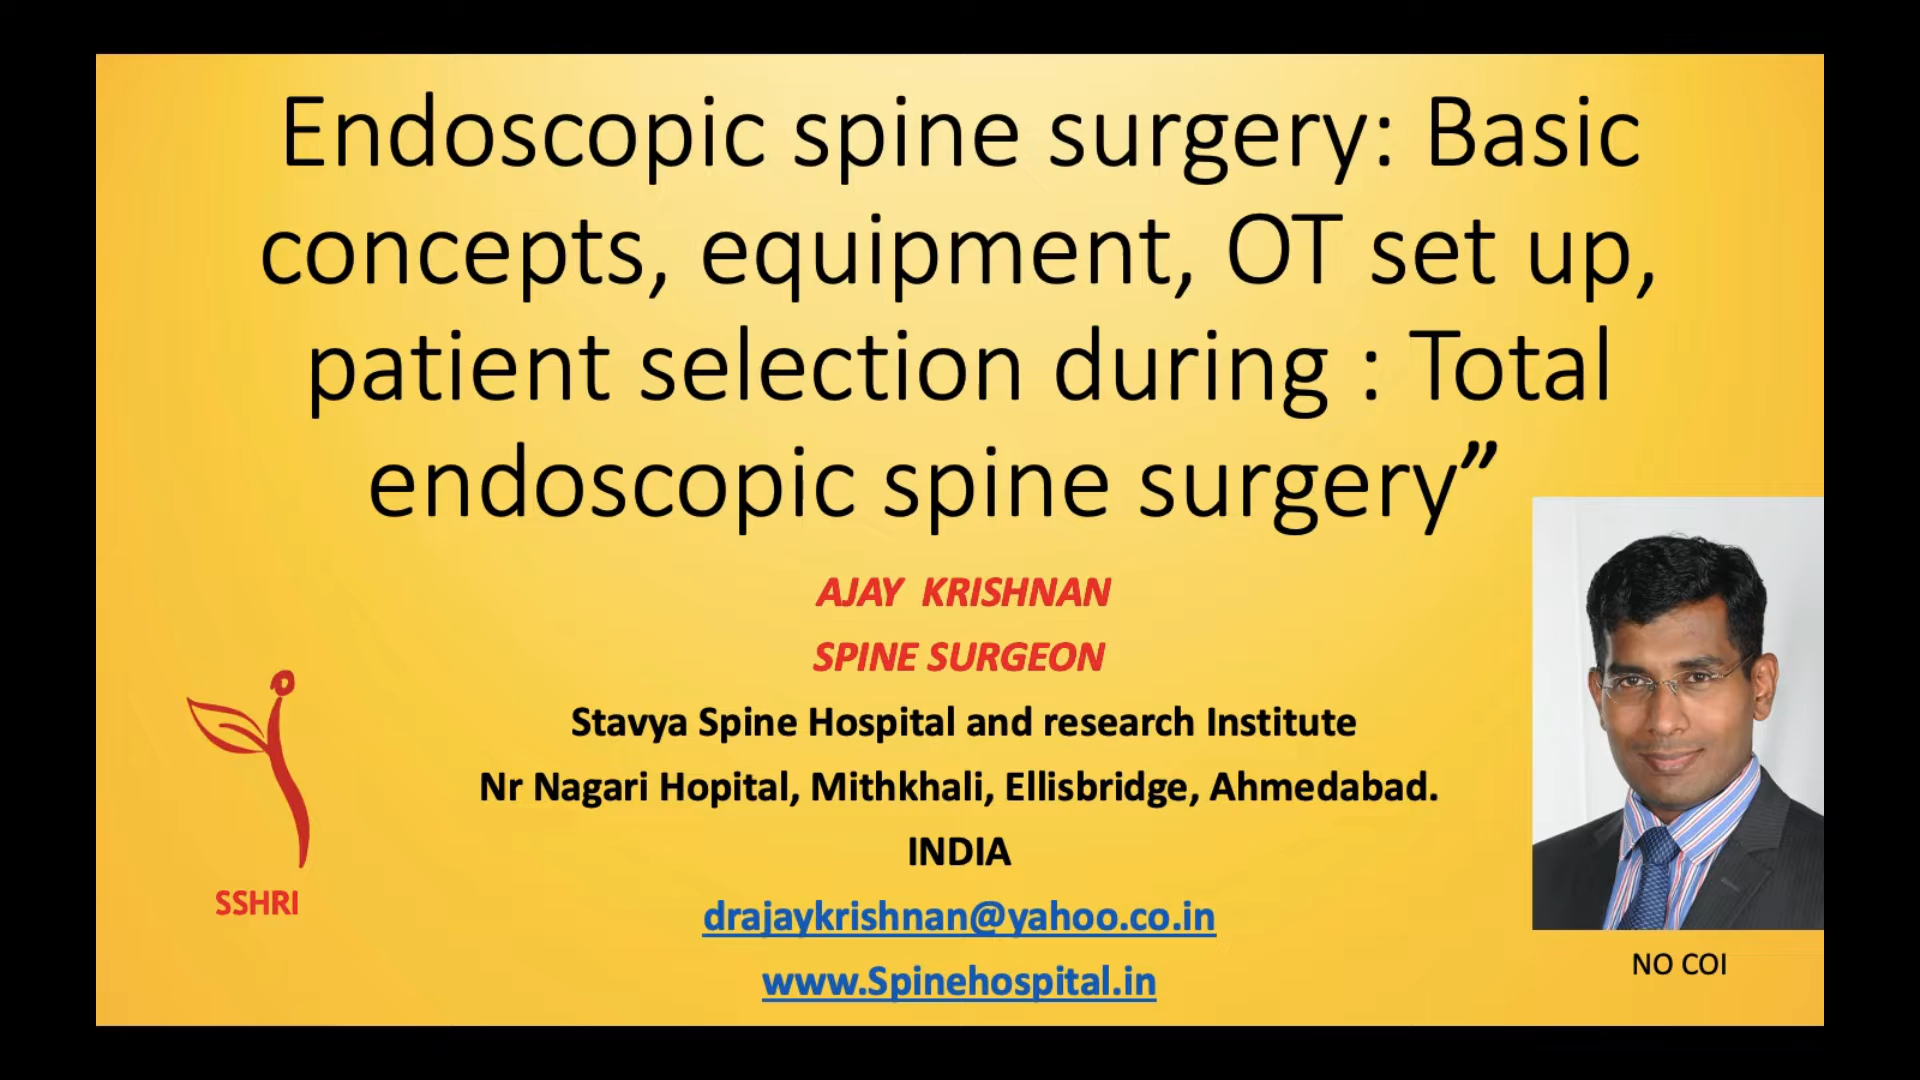 Endoscopic spine surgery: Basic
concepts, equipment, OT set up,
patient selection during : Total
endoscopic spine surgery”
AJAY KRISHNAN
SPINE SURGEON
Stavya Spine Hospital and research Institute
Nr Nagari Hopital, Mithkhali, Ellisbridge, Ahmedabad.
INDIA
drajaykrishnan@yahoo.co.in
www.Spinehospital.in
SSHRI
NO COI